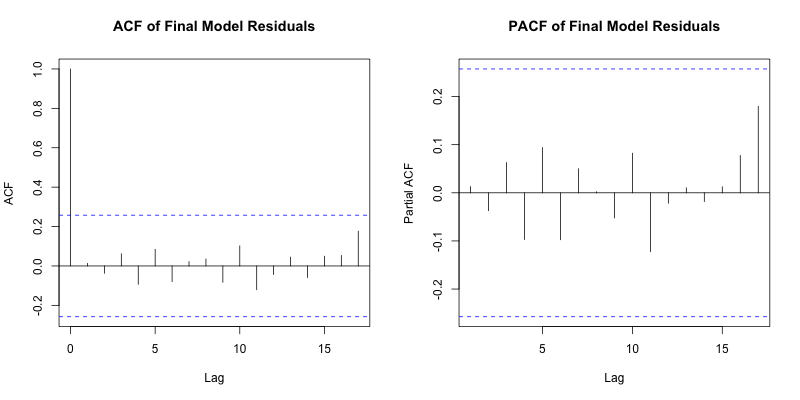 ACF of Final Model Residuals
ACF
1.0
0.8
0.6
0.4
0.2
0.0
-0.2
0 5 10 15
Lag
PACF of Final Model Residuals
Partial ACF
0.2
0.1
0.0
-0.1
-0.2
5 10 15
Lag